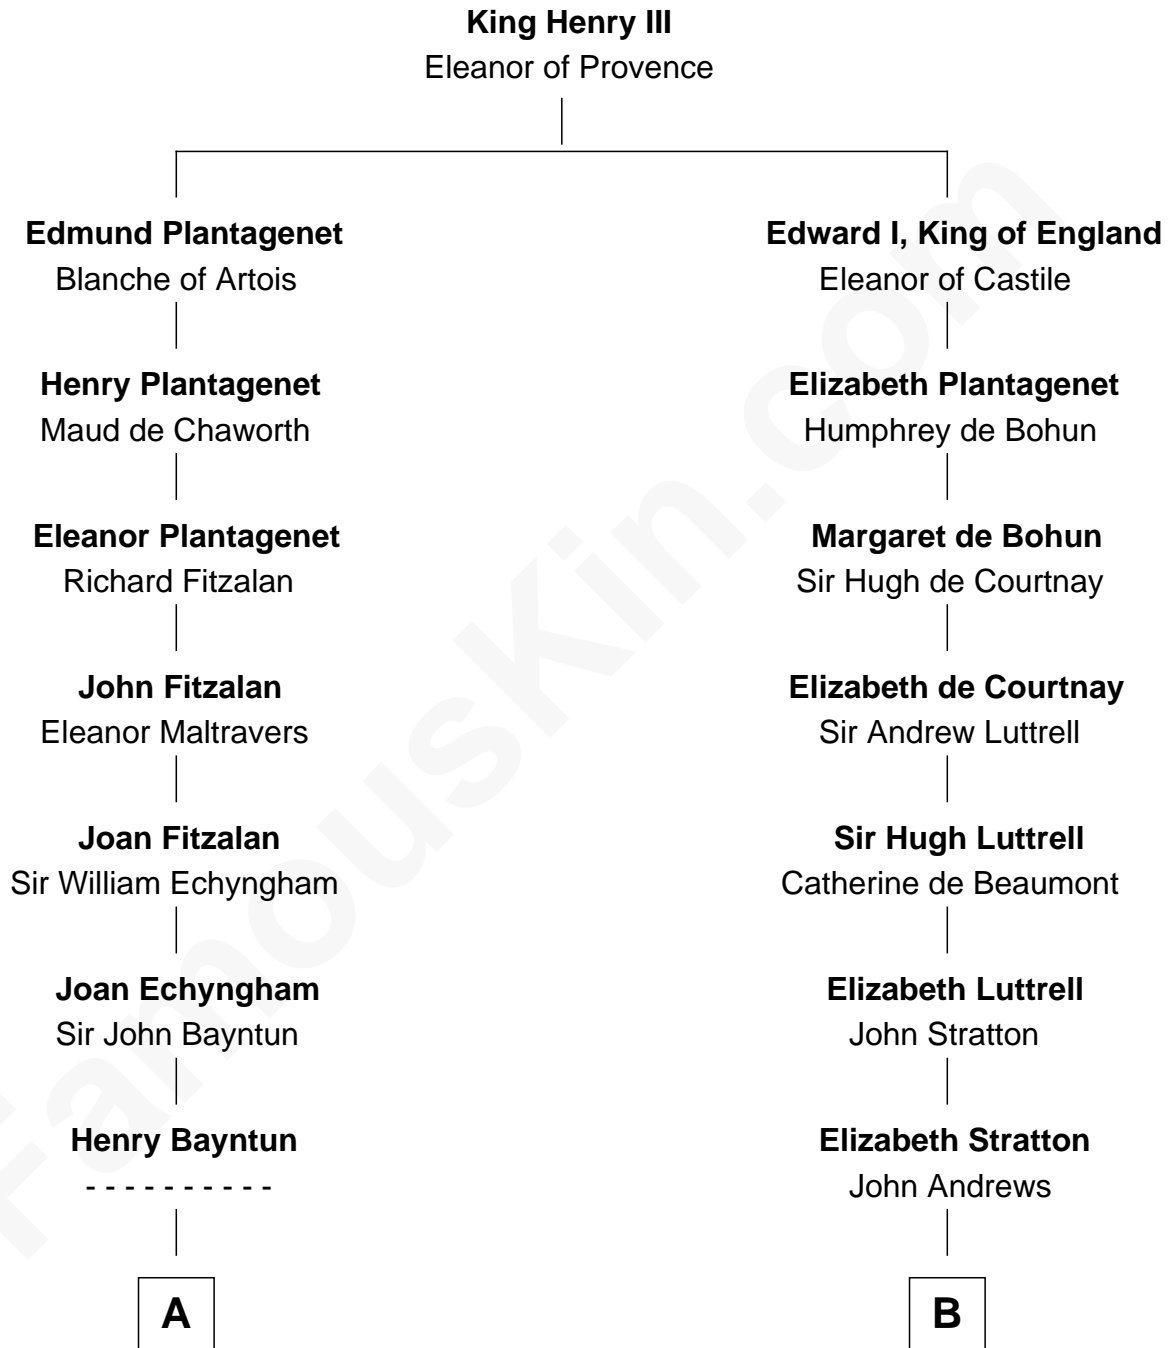 King Henry III
Eleanor of Provence
Edmund Plantagenet
Blanche of Artois
Edward I, King of England
Eleanor of Castile
Henry Plantagenet
Maud de Chaworth
Elizabeth Plantagenet
Humphrey de Bohun
Eleanor Plantagenet
Richard Fitzalan
Margaret de Bohun
Sir Hugh de Courtnay
John Fitzalan
Eleanor Maltravers
Elizabeth de Courtnay
Sir Andrew Luttrell
Joan Fitzalan
Sir William Echyngham
Sir Hugh Luttrell
Catherine de Beaumont
Joan Echyngham
Sir John Bayntun
Elizabeth Luttrell
John Stratton
Henry Bayntun
- - - - - - - - - -
Elizabeth Stratton
John Andrews
A
B
FamousKin.com